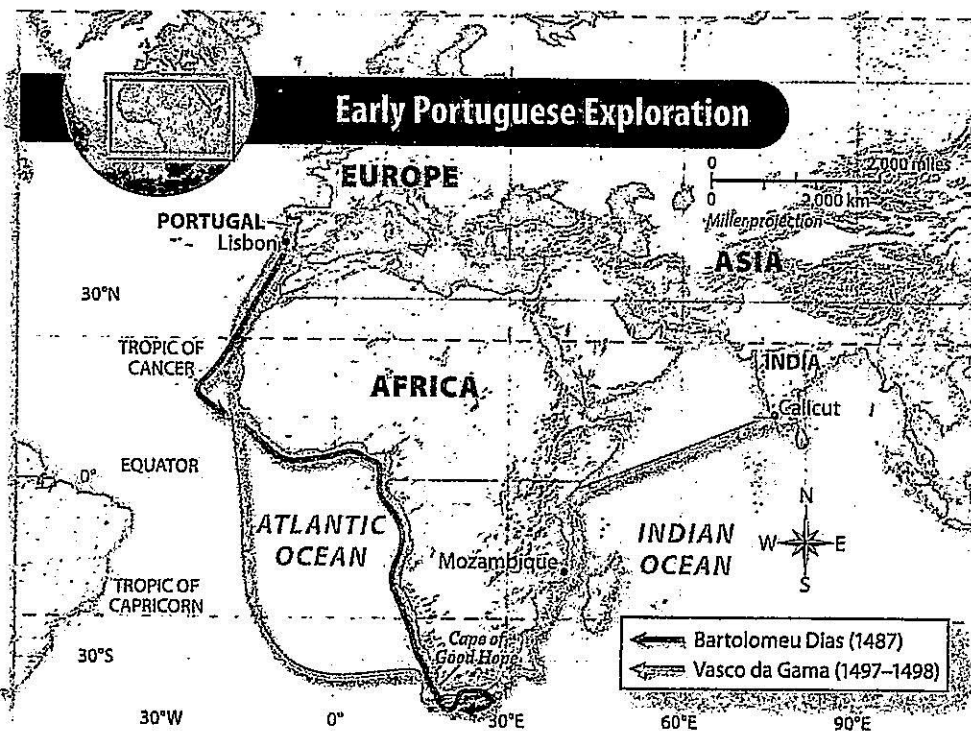 Early Portuguese Exploration
EUROPE
0 2,000 miles
0 2,000 km
Miller projection
PORTUGAL
Lisbon
ASIA
30°N
TROPIC OF
CANCER
AFRICA
INDIA
Calicut
EQUATOR
0°
N
W E
S
ATLANTIC
OCEAN
INDIAN
OCEAN
Mozambique
TROPIC OF
CAPRICORN
Cape of
Good Hope
30°S
Bartolomeu Dias (1487)
Vasco da Gama (1497–1498)
30°W 0° 30°E 60°E 90°E